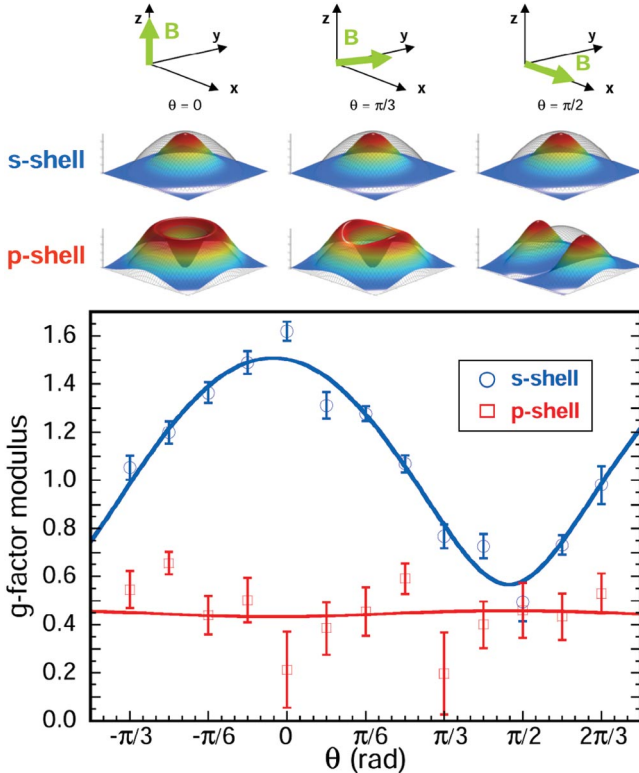 z y x B
z y x B
z y x B
θ = 0
θ = π/3
θ = π/2
s-shell
p-shell
g-factor modulus
1.6
1.4
1.2
1.0
0.8
0.6
0.4
0.2
0.0
s-shell
p-shell
-π/3 -π/6 0 π/6 π/3 π/2 2π/3
θ (rad)